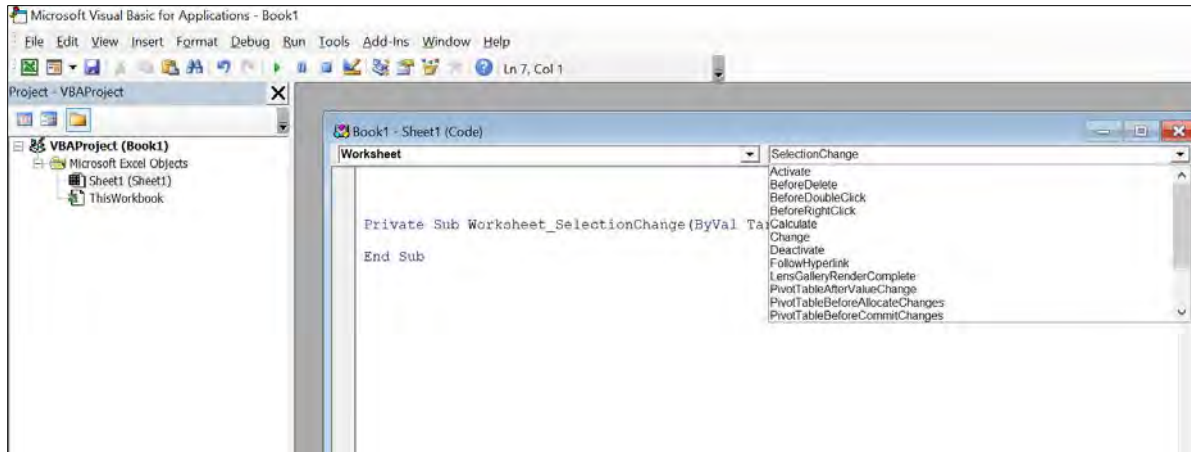 Microsoft Visual Basic for Applications - Book1
File Edit View Insert Format Debug Run Tools Add-Ins Window Help
Ln 7, Col 1
Project - VBAProject
VBAProject (Book1)
Microsoft Excel Objects
Sheet1 (Sheet1)
ThisWorkbook
Book1 - Sheet1 (Code)
Worksheet
SelectionChange
Activate
BeforeDelete
BeforeDoubleClick
BeforeRightClick
Calculate
Change
Deactivate
FollowHyperlink
LensGalleryRenderComplete
PivotTableAfterValueChange
PivotTableBeforeAllocateChanges
PivotTableBeforeCommitChanges
Private Sub Worksheet_SelectionChange(ByVal Ta
End Sub